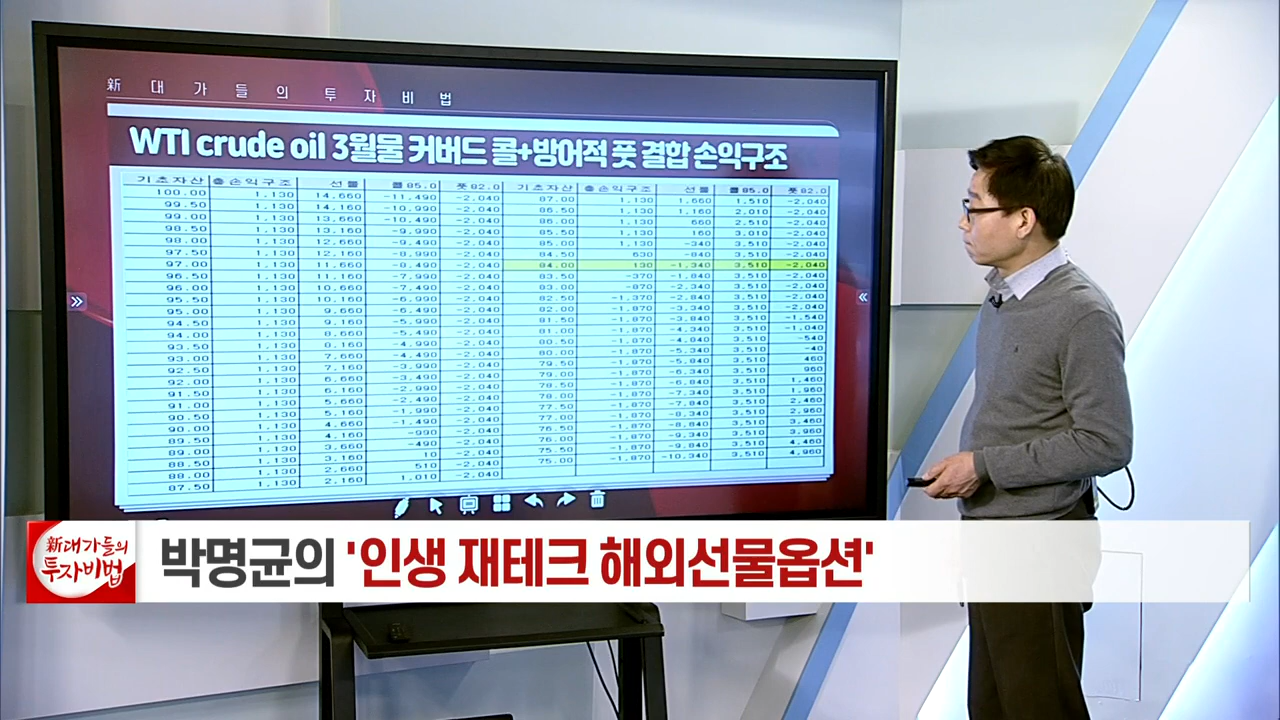 新 대 가 들 의 투 자 비 법
WTI crude oil 3월물 커버드 콜+방어적 풋 결합 손익구조
기초자산 총손익구조 선물 콜85.0 풋82.0 기초자산 총손익구조 선물 콜85.0 풋82.0
100.00 1,130 14,660 -11,490 -2,040 87.00 1,130 1,660 1,510 -2,040
99.50 1,130 14,160 -10,990 -2,040 86.50 1,130 1,160 2,010 -2,040
99.00 1,130 13,660 -10,490 -2,040 86.00 1,130 660 2,510 -2,040
98.50 1,130 13,160 -9,990 -2,040 85.50 1,130 160 3,010 -2,040
98.00 1,130 12,660 -9,490 -2,040 85.00 1,130 -340 3,510 -2,040
97.50 1,130 12,160 -8,990 -2,040 84.50 630 -840 3,510 -2,040
97.00 1,130 11,660 -8,490 -2,040 84.00 130 -1,340 3,510 -2,040
96.50 1,130 11,160 -7,990 -2,040 83.50 -370 -1,840 3,510 -2,040
96.00 1,130 10,660 -7,490 -2,040 83.00 -870 -2,340 3,510 -2,040
95.50 1,130 10,160 -6,990 -2,040 82.50 -1,370 -2,840 3,510 -2,040
95.00 1,130 9,660 -6,490 -2,040 82.00 -1,870 -3,340 3,510 -2,040
94.50 1,130 9,160 -5,990 -2,040 81.50 -1,870 -3,840 3,510 -1,540
94.00 1,130 8,660 -5,490 -2,040 81.00 -1,870 -4,340 3,510 -1,040
93.50 1,130 8,160 -4,990 -2,040 80.50 -1,870 -4,840 3,510 -540
93.00 1,130 7,660 -4,490 -2,040 80.00 -1,870 -5,340 3,510 -40
92.50 1,130 7,160 -3,990 -2,040 79.50 -1,870 -5,840 3,510 460
92.00 1,130 6,660 -3,490 -2,040 79.00 -1,870 -6,340 3,510 960
91.50 1,130 6,160 -2,990 -2,040 78.50 -1,870 -6,840 3,510 1,460
91.00 1,130 5,660 -2,490 -2,040 78.00 -1,870 -7,340 3,510 1,960
90.50 1,130 5,160 -1,990 -2,040 77.50 -1,870 -7,840 3,510 2,460
90.00 1,130 4,660 -1,490 -2,040 77.00 -1,870 -8,340 3,510 2,960
89.50 1,130 4,160 -990 -2,040 76.50 -1,870 -8,840 3,510 3,460
89.00 1,130 3,660 -490 -2,040 76.00 -1,870 -9,340 3,510 3,960
88.50 1,130 3,160 10 -2,040 75.50 -1,870 -9,840 3,510 4,460
88.00 1,130 2,660 510 -2,040 75.00 -1,870 -10,340 3,510 4,960
87.50 1,130 2,160 1,010 -2,040
新대가들의
투자비법
박명균의 '인생 재테크 해외선물옵션'